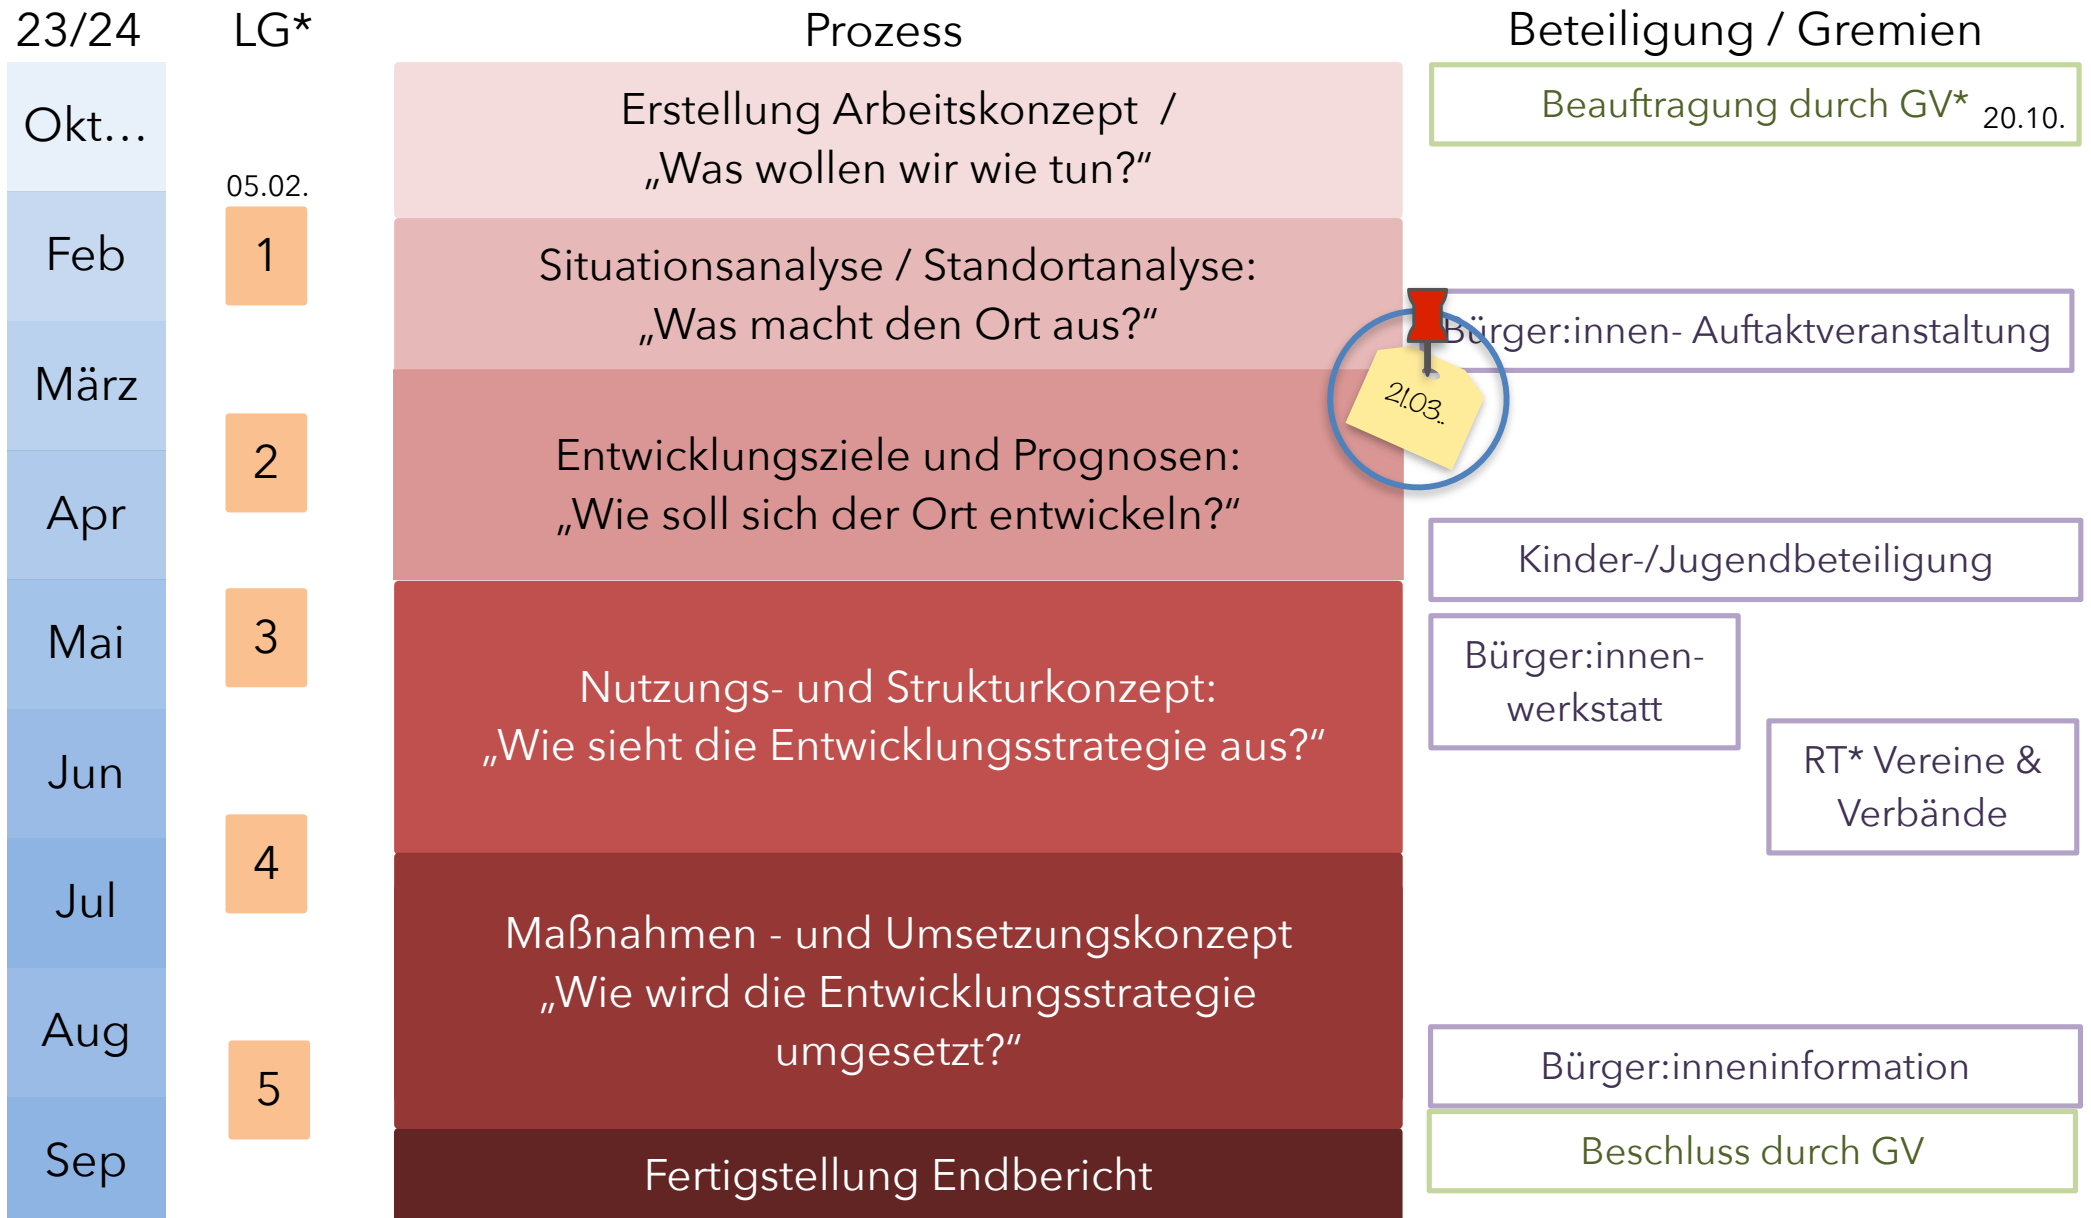 23/24
LG*
Prozess
Beteiligung / Gremien
Okt...
Feb
März
Apr
Mai
Jun
Jul
Aug
Sep
05.02.
1
2
3
4
5
Erstellung Arbeitskonzept /
„Was wollen wir wie tun?“
Situationsanalyse / Standortanalyse:
„Was macht den Ort aus?“
Entwicklungsziele und Prognosen:
„Wie soll sich der Ort entwickeln?“
Nutzungs- und Strukturkonzept:
„Wie sieht die Entwicklungsstrategie aus?“
Maßnahmen - und Umsetzungskonzept
„Wie wird die Entwicklungsstrategie
umgesetzt?“
Fertigstellung Endbericht
Beauftragung durch GV* 20.10.
Bürger:innen- Auftaktveranstaltung
21.03..
Kinder-/Jugendbeteiligung
Bürger:innen-
werkstatt
RT* Vereine &
Verbände
Bürger:inneninformation
Beschluss durch GV